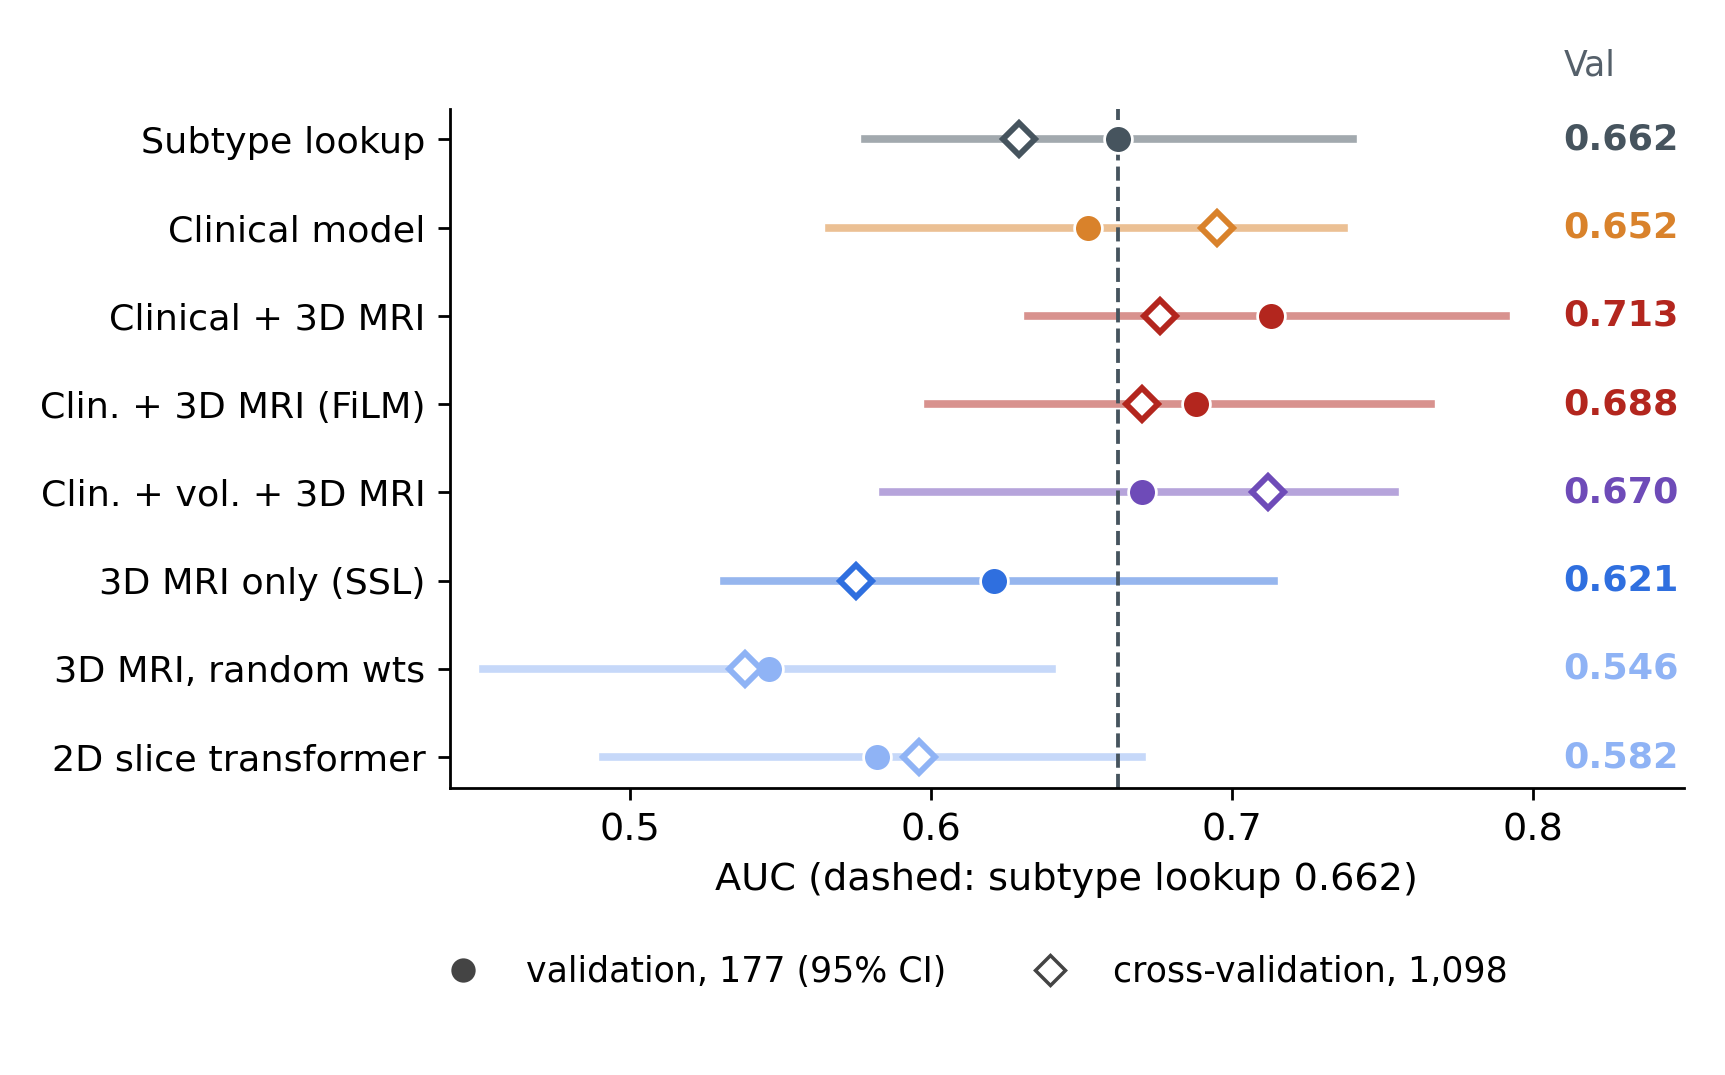 Val
Subtype lookup 0.662
Clinical model 0.652
Clinical + 3D MRI 0.713
Clin. + 3D MRI (FiLM) 0.688
Clin. + vol. + 3D MRI 0.670
3D MRI only (SSL) 0.621
3D MRI, random wts 0.546
2D slice transformer 0.582
0.5 0.6 0.7 0.8
AUC (dashed: subtype lookup 0.662)
validation, 177 (95% CI) cross-validation, 1,098